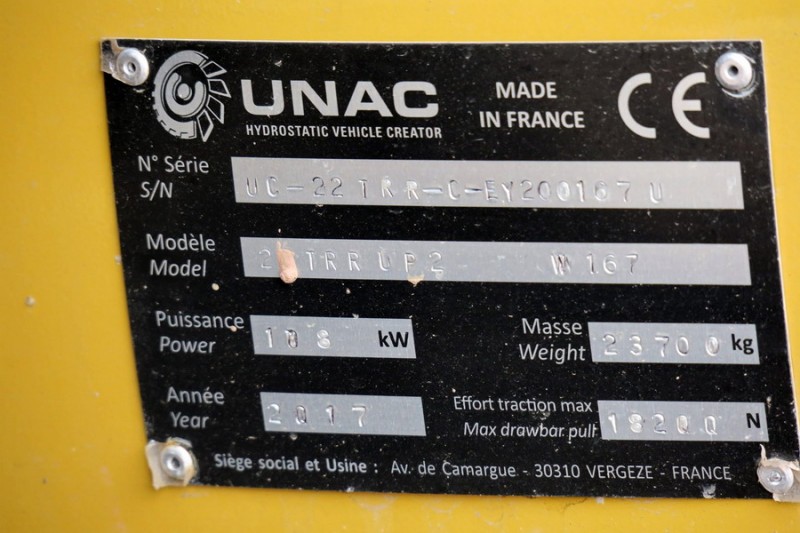 UNAC
HYDROSTATIC VEHICLE CREATOR
MADE
IN FRANCE
CE
N° Série
S/N
UC-22TRR-C-EY200167 U
Modèle
Model
TRR UP2 W 167
Puissance
Power
108 kW
Masse
Weight
23700 kg
Année
Year
2017
Effort traction max
Max drawbar pull
18200 N
Siège social et Usine : Av. de Camargue - 30310 VERGEZE - FRANCE